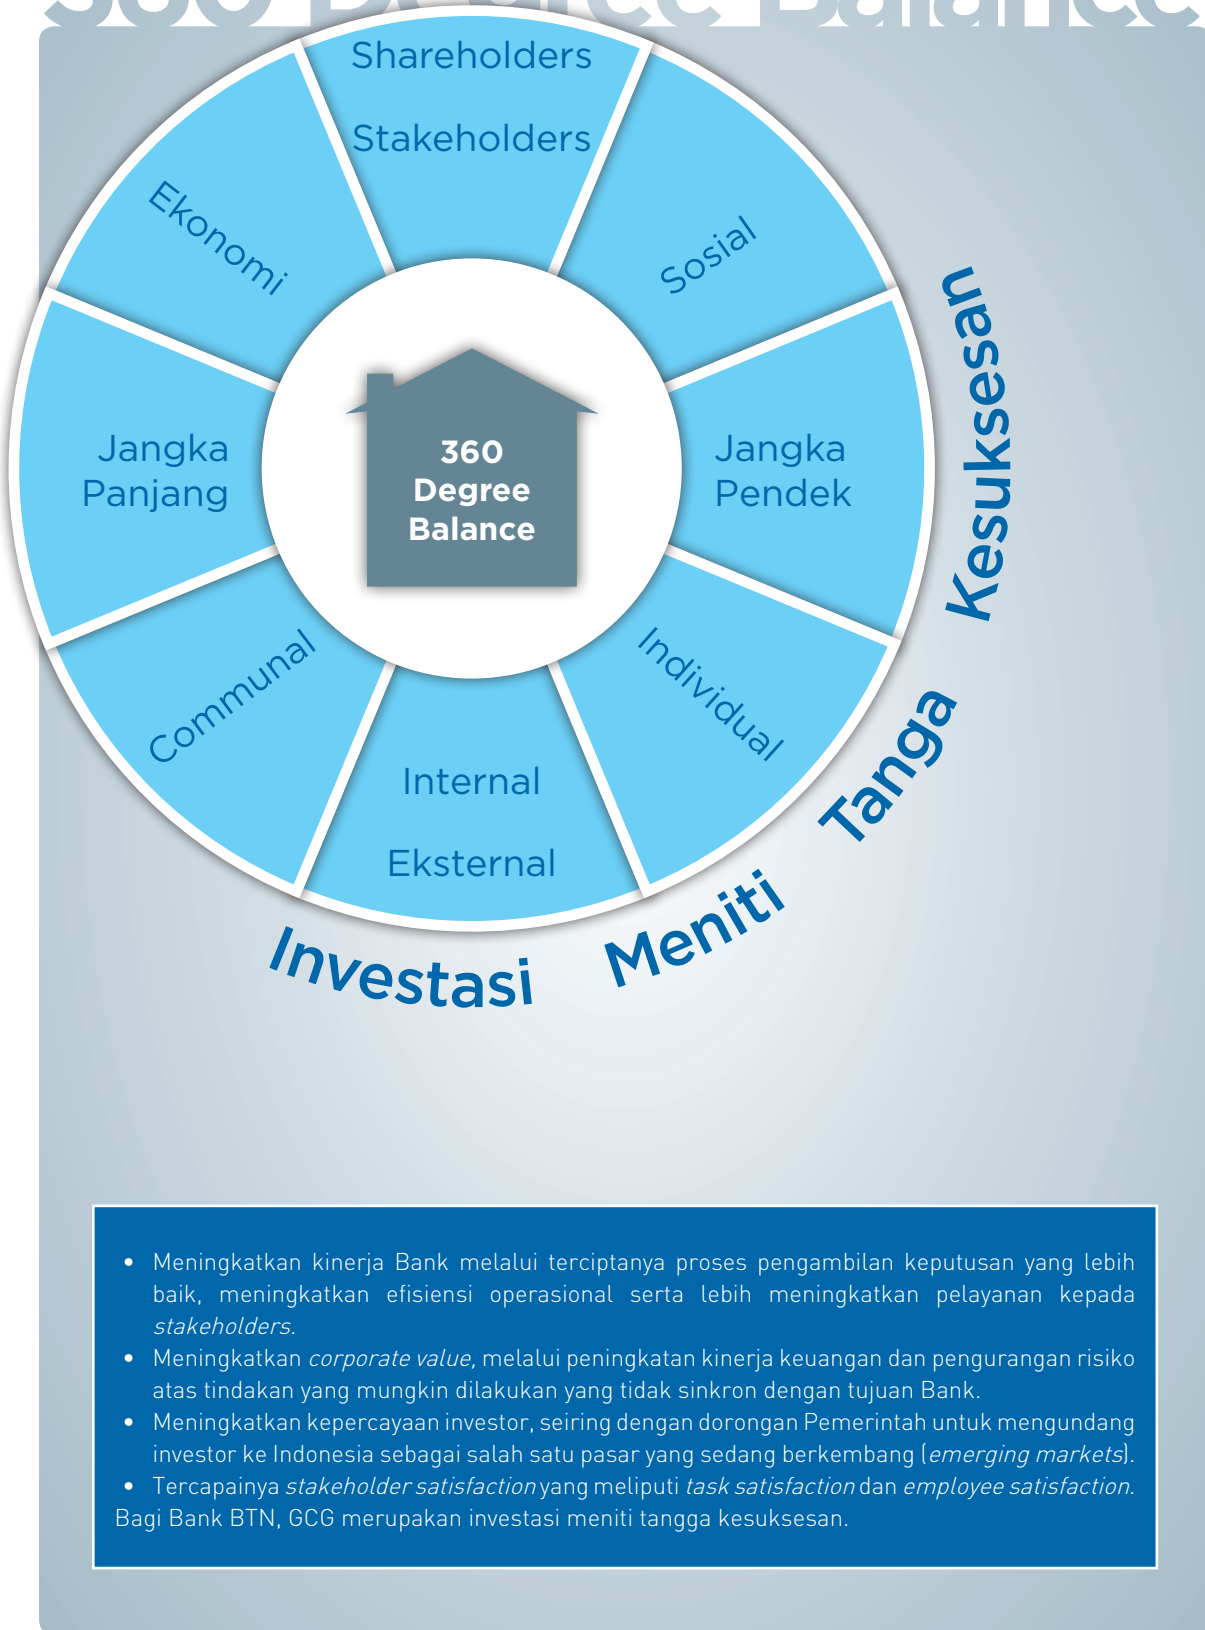 360 Degree Balance
Shareholders
Stakeholders
Ekonomi
Sosial
Jangka
Panjang
360
Degree
Balance
Jangka
Pendek
Communal
Individual
Internal
Eksternal
Investasi Meniti Tanga Kesuksesan
• Meningkatkan kinerja Bank melalui terciptanya proses pengambilan keputusan yang lebih
baik, meningkatkan efisiensi operasional serta lebih meningkatkan pelayanan kepada
stakeholders.
• Meningkatkan corporate value, melalui peningkatan kinerja keuangan dan pengurangan risiko
atas tindakan yang mungkin dilakukan yang tidak sinkron dengan tujuan Bank.
• Meningkatkan kepercayaan investor, seiring dengan dorongan Pemerintah untuk mengundang
investor ke Indonesia sebagai salah satu pasar yang sedang berkembang (emerging markets).
• Tercapainya stakeholder satisfaction yang meliputi task satisfaction dan employee satisfaction.
Bagi Bank BTN, GCG merupakan investasi meniti tangga kesuksesan.